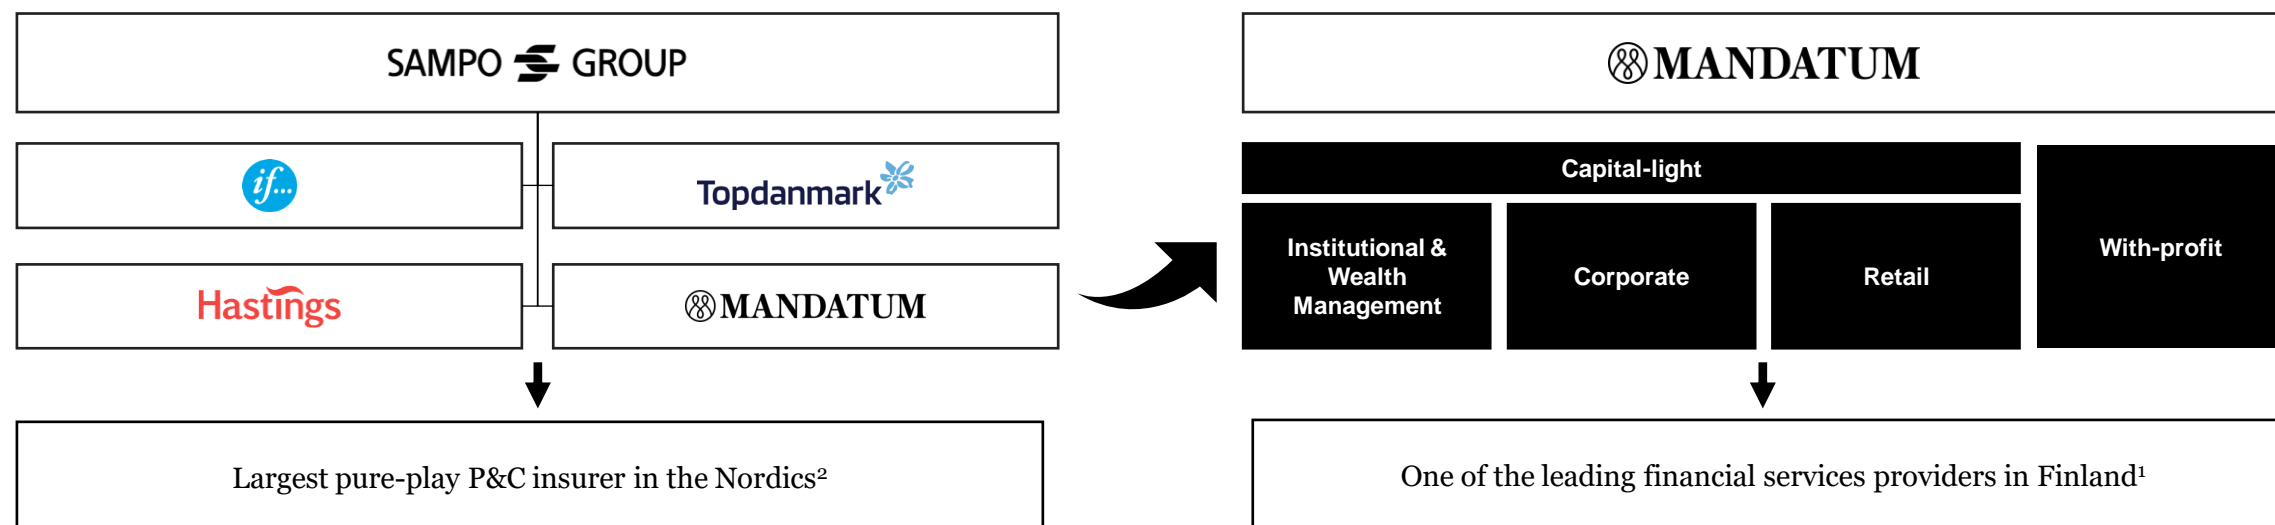 SAMPO GROUP
if...
Topdanmark
Hastings
MANDATUM
Largest pure-play P&C insurer in the Nordics²
MANDATUM
Capital-light
Institutional &
Wealth
Management
Corporate
Retail
With-profit
One of the leading financial services providers in Finland¹